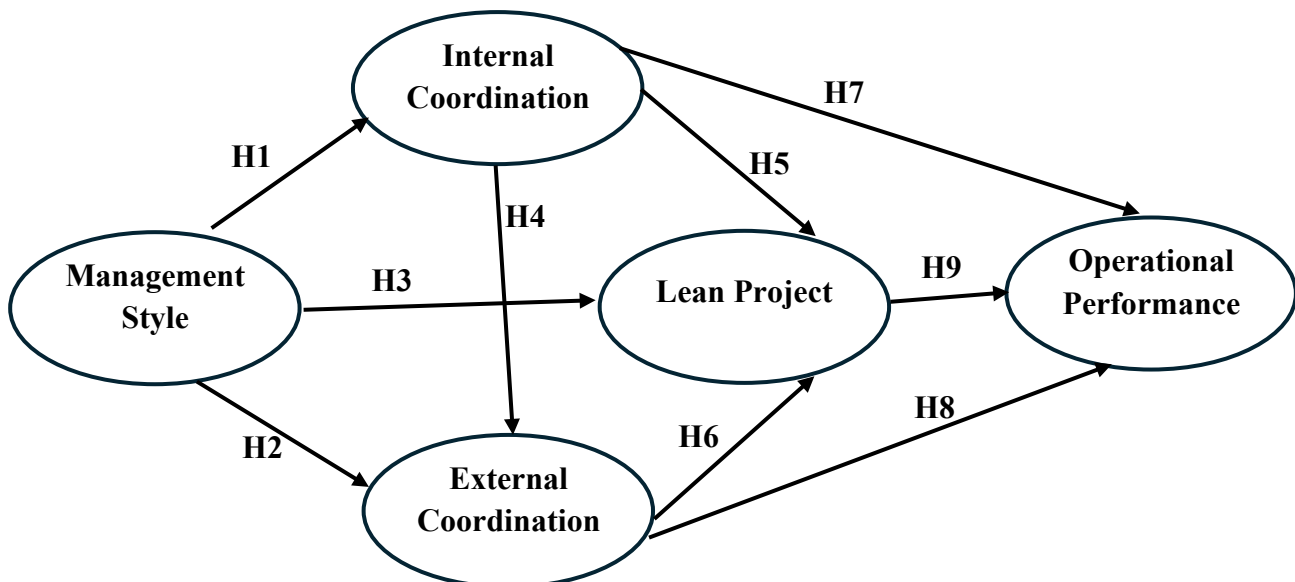 Internal
Coordination
H7
H1
H5
H4
Management
Style
H3
Lean Project
H9
Operational
Performance
H2
H6
H8
External
Coordination